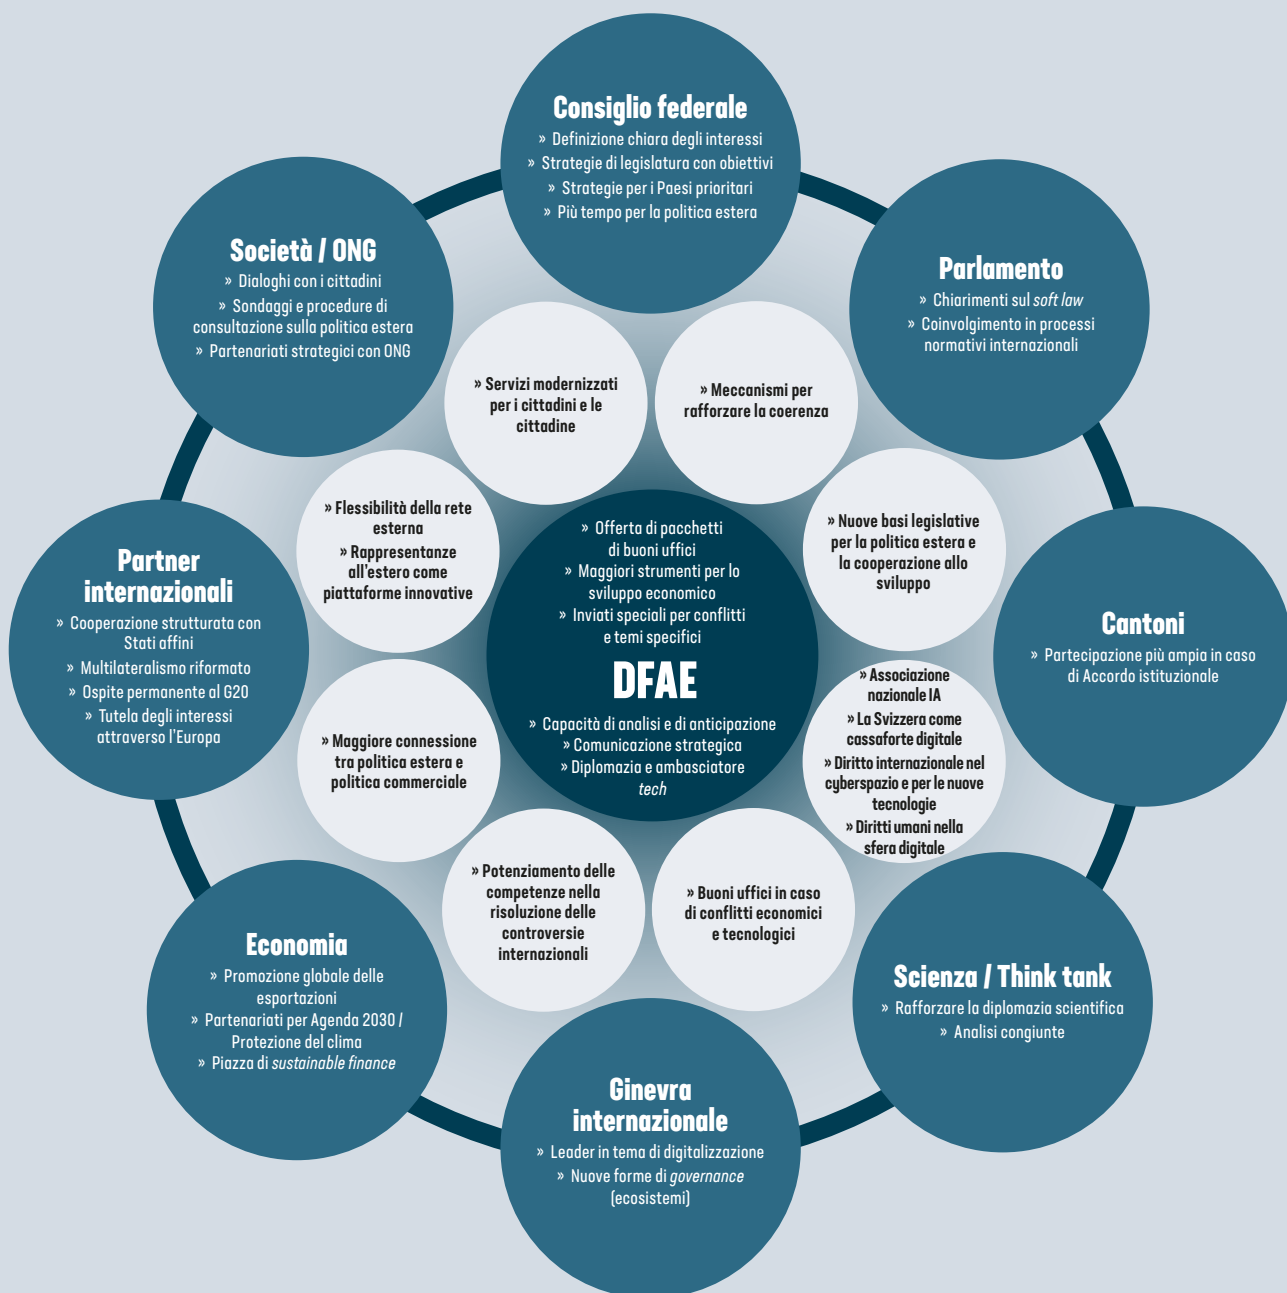 Consiglio federale
» Definizione chiara degli interessi
» Strategie di legislatura con obiettivi
» Strategie per i Paesi prioritari
» Più tempo per la politica estera
Società / ONG
» Dialoghi con i cittadini
» Sondaggi e procedure di
consultazione sulla politica estera
» Partenariati strategici con ONG
Parlamento
» Chiarimenti sul soft law
» Coinvolgimento in processi
normativi internazionali
» Servizi modernizzati
per i cittadini e le
cittadine
» Meccanismi per
rafforzare la coerenza
» Flessibilità della rete
esterna
» Rappresentanze
all'estero come
piattaforme innovative
» Nuove basi legislative
per la politica estera e
la cooperazione allo
sviluppo
Partner
internazionali
» Cooperazione strutturata con
Stati affini
» Multilateralismo riformato
» Ospite permanente al G20
» Tutela degli interessi
attraverso l'Europa
» Offerta di pacchetti
di buoni uffici
» Maggiori strumenti per lo
sviluppo economico
» Inviati speciali per conflitti
e temi specifici
DFAE
» Capacità di analisi e di anticipazione
» Comunicazione strategica
» Diplomazia e ambasciatore
tech
Cantoni
» Partecipazione più ampia in caso
di Accordo istituzionale
» Maggiore connessione
tra politica estera e
politica commerciale
» Associazione
nazionale IA
» La Svizzera come
cassaforte digitale
» Diritto internazionale nel
cyberspazio e per le nuove
tecnologie
» Diritti umani nella
sfera digitale
» Potenziamento delle
competenze nella
risoluzione delle
controversie
internazionali
» Buoni uffici in caso
di conflitti economici
e tecnologici
Economia
» Promozione globale delle
esportazioni
» Partenariati per Agenda 2030 /
Protezione del clima
» Piazza di sustainable finance
Scienza / Think tank
» Rafforzare la diplomazia scientifica
» Analisi congiunte
Ginevra
internazionale
» Leader in tema di digitalizzazione
» Nuove forme di governance
(ecosistemi)